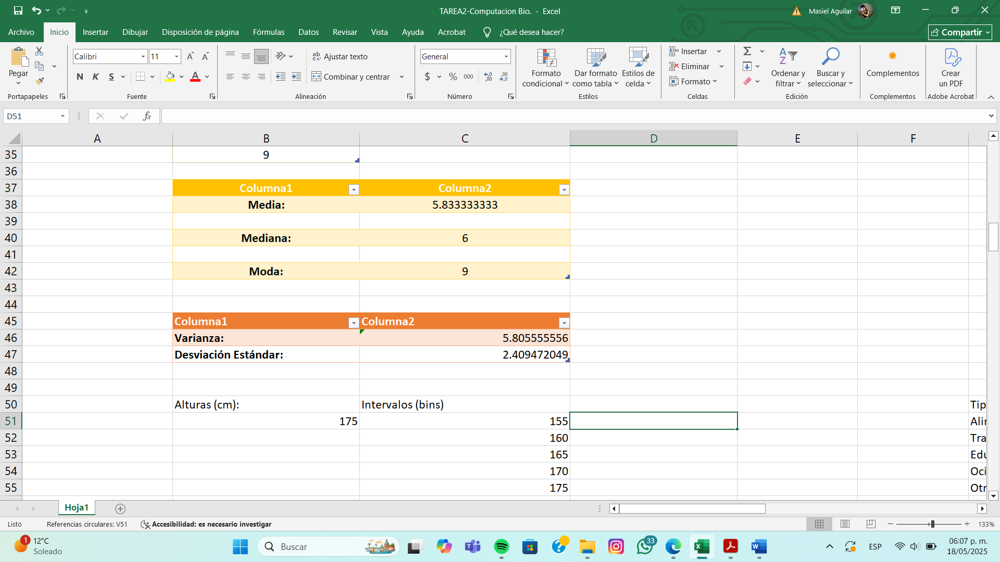 TAREA2-Computacion Bio. - Excel
Masiel Aguilar
Archivo Inicio Insertar Dibujar Disposición de página Fórmulas Datos Revisar Vista Ayuda Acrobat ¿Qué desea hacer?
Compartir
Pegar
Portapapeles
Calibri 11
N K S
Fuente
Ajustar texto
Combinar y centrar
Alineación
General
$ % 000
Número
Formato condicional
Dar formato como tabla
Estilos de celda
Estilos
Insertar
Eliminar
Formato
Celdas
Ordenar y filtrar
Buscar y seleccionar
Edición
Complementos
Complementos
Crear un PDF
Adobe Acrobat
D51 fx
A B C D E F
35 9
36
37 Columna1 Columna2
38 Media: 5.833333333
39
40 Mediana: 6
41
42 Moda: 9
43
44
45 Columna1 Columna2
46 Varianza: 5.805555556
47 Desviación Estándar: 2.409472049
48
49
50 Alturas (cm): Intervalos (bins) Tip
51 175 155 Alir
52 160 Tra
53 165 Edu
54 170 Oci
55 175 Otr
Hoja1
Listo Referencias circulares: V51 Accesibilidad: es necesario investigar 133%
1 12°C
Soleado
Buscar
33
ESP
06:07 p. m.
18/05/2025